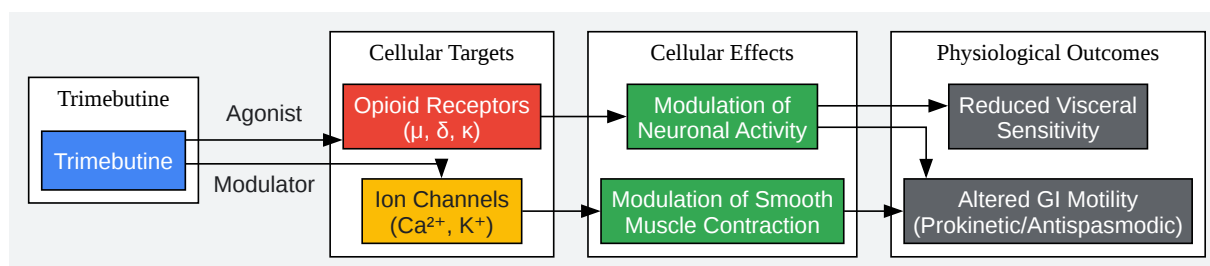 Trimebutine
Trimebutine
Agonist
Modulator
Cellular Targets
Opioid Receptors
(μ, δ, κ)
Ion Channels
(Ca²⁺, K⁺)
Cellular Effects
Modulation of
Neuronal Activity
Modulation of Smooth
Muscle Contraction
Physiological Outcomes
Reduced Visceral
Sensitivity
Altered GI Motility
(Prokinetic/Antispasmodic)